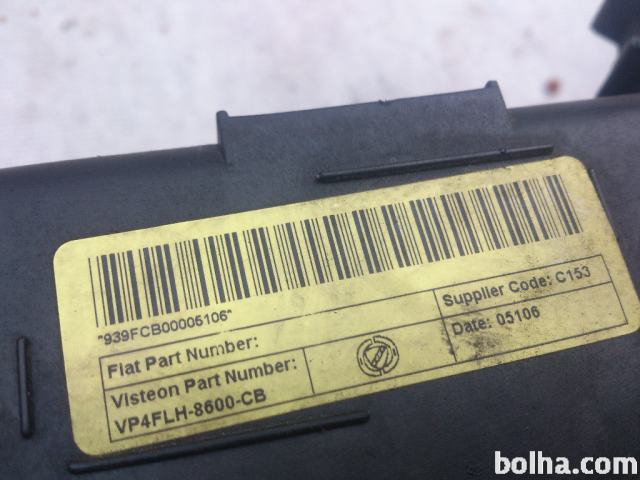 "939FCB00005106"
Fiat Part Number:
Supplier Code: C153
Visteon Part Number:
Date: 05106
VP4FLH-8600-CB
bolha.com